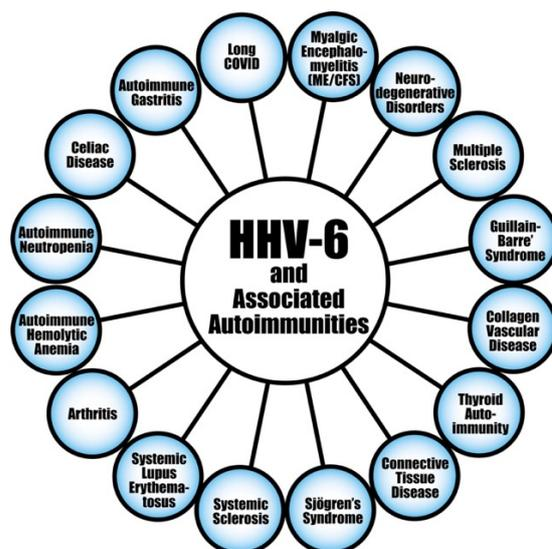 HHV-6
and
Associated
Autoimmunities
Long
COVID
Myalgic
Encephalo-
myelitis
(ME/CFS)
Neuro-
degenerative
Disorders
Multiple
Sclerosis
Guillain-
Barre'
Syndrome
Collagen
Vascular
Disease
Thyroid
Auto-
immunity
Connective
Tissue
Disease
Sjögren's
Syndrome
Systemic
Sclerosis
Systemic
Lupus
Erythema-
tosus
Arthritis
Autoimmune
Hemolytic
Anemia
Autoimmune
Neutropenia
Celiac
Disease
Autoimmune
Gastritis